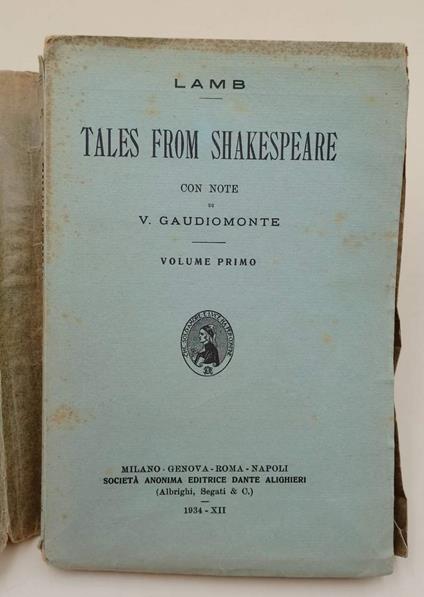 LAMB
TALES FROM SHAKESPEARE
CON NOTE
DI
V. GAUDIOMONTE
VOLUME PRIMO
MILANO - GENOVA - ROMA - NAPOLI
SOCIETÀ ANONIMA EDITRICE DANTE ALIGHIERI
(Albrighi, Segati & C.)
1934 - XII